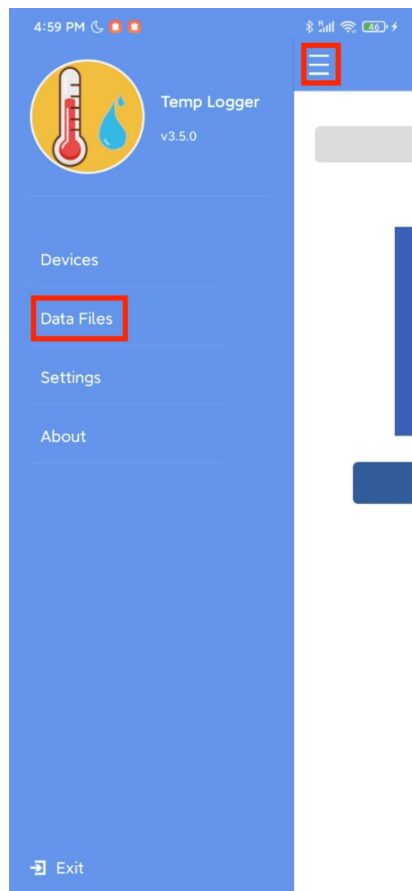 4:59 PM 46
Temp Logger
v3.5.0
Devices
Data Files
Settings
About
Exit